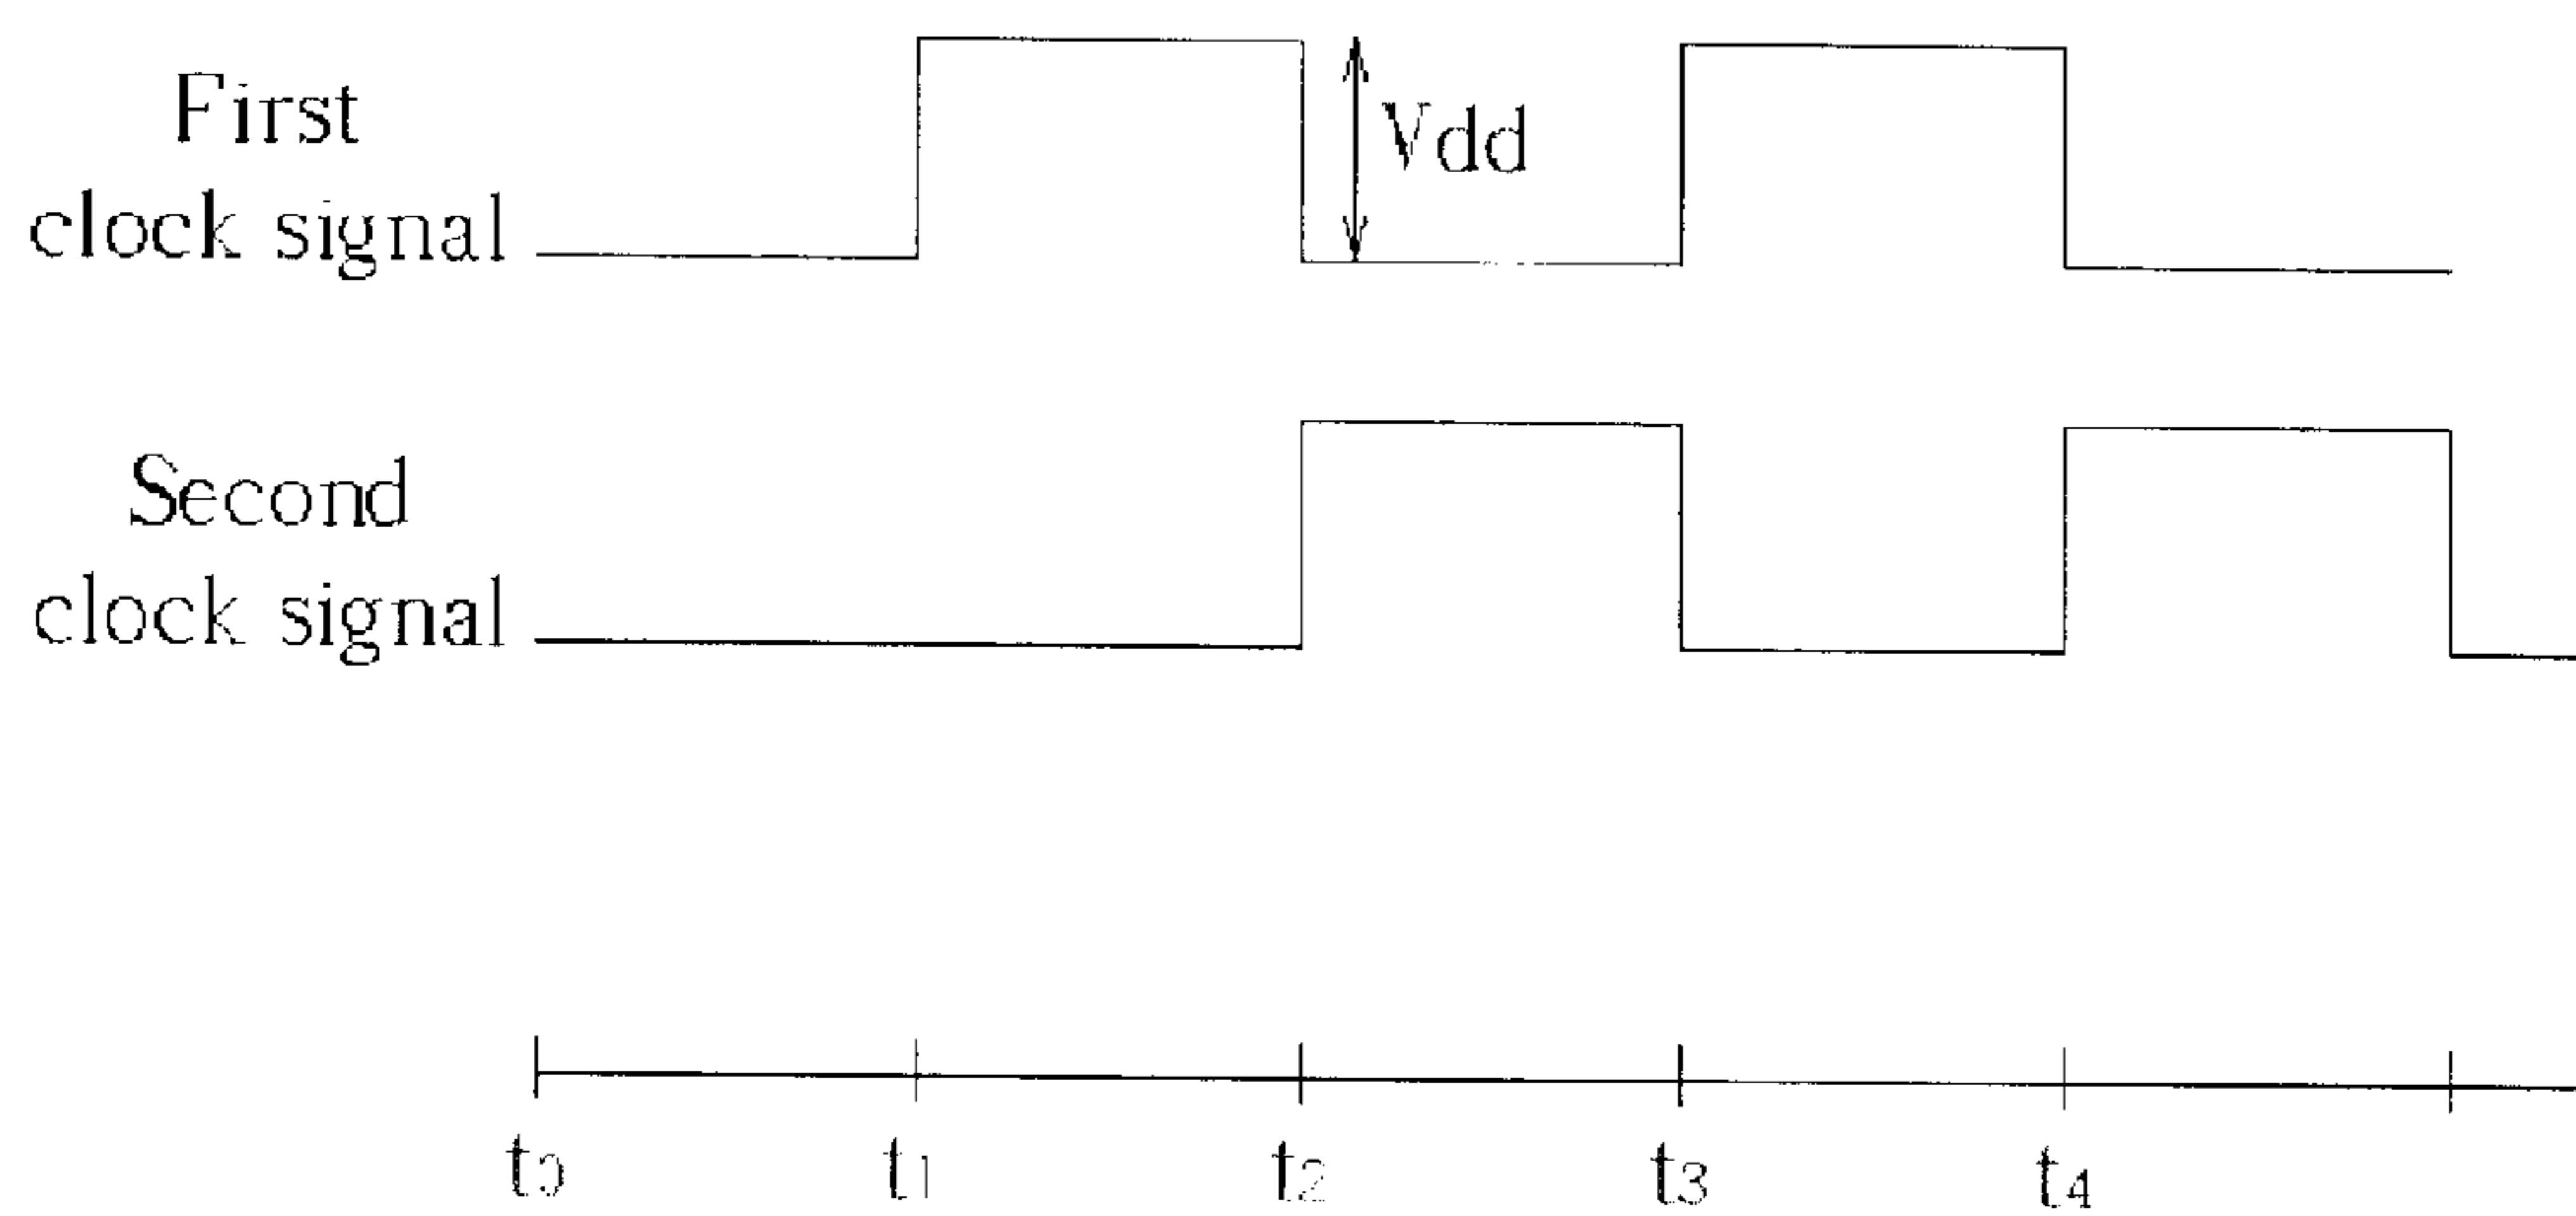 First
clock signal
Vdd
Second
clock signal
t0 t1 t2 t3 t4